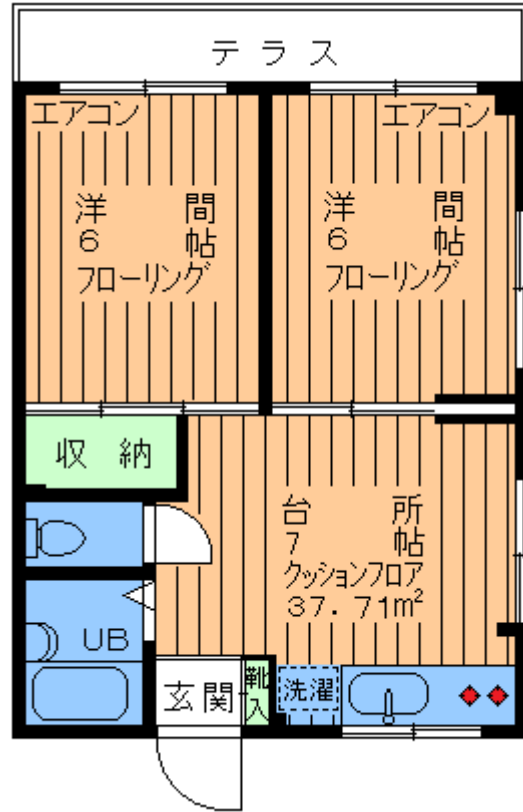 テラス
エアコン
エアコン
洋間
6帖
フローリング
洋間
6帖
フローリング
収納
台所
7帖
クッションフロア
37.71m²
UB
玄関
靴入
洗濯